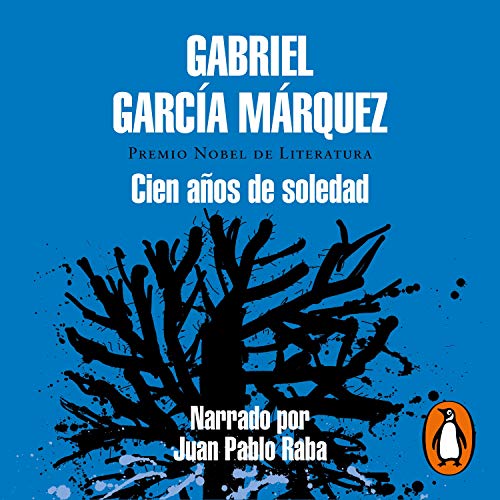 GABRIEL
GARCÍA MÁRQUEZ
PREMIO NOBEL DE LITERATURA
Cien años de soledad
Narrado por
Juan Pablo Raba